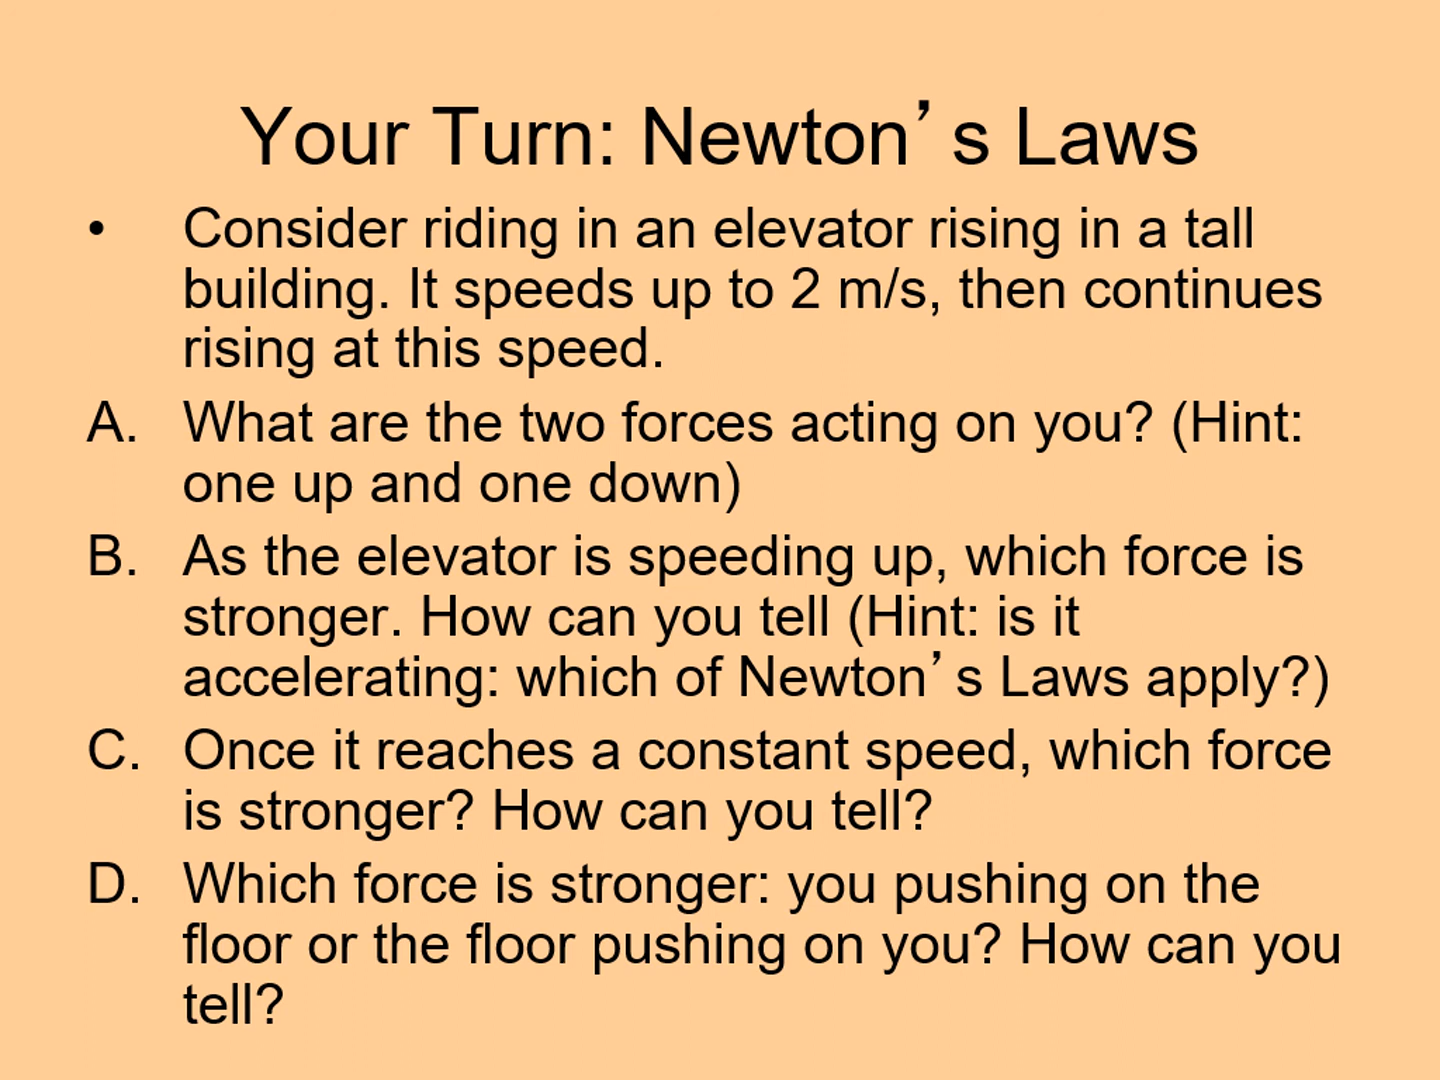 Your Turn: Newton’s Laws
• Consider riding in an elevator rising in a tall
building. It speeds up to 2 m/s, then continues
rising at this speed.
A. What are the two forces acting on you? (Hint:
one up and one down)
B. As the elevator is speeding up, which force is
stronger. How can you tell (Hint: is it
accelerating: which of Newton’s Laws apply?)
C. Once it reaches a constant speed, which force
is stronger? How can you tell?
D. Which force is stronger: you pushing on the
floor or the floor pushing on you? How can you
tell?